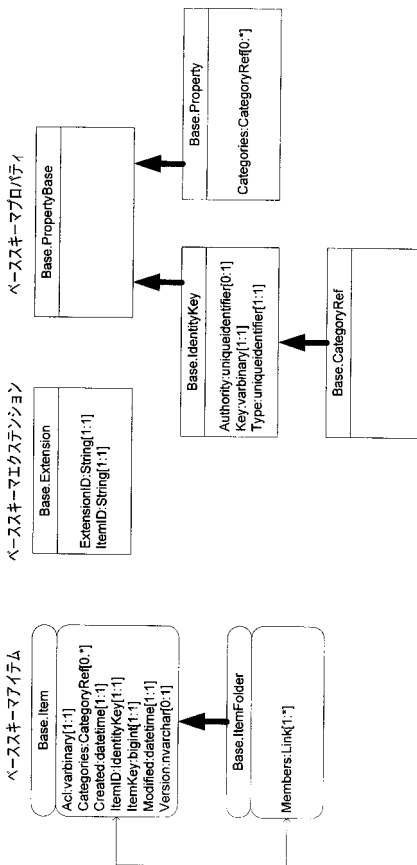 ベーススキーマアイテム
Base.Item
Acl:varbinary[1:1]
Categories:CategoryRef[0.*]
Created:datetime[1:1]
ItemID:IdentityKey[1:1]
ItemKey:bigint[1:1]
Modified:datetime[1:1]
Version:nvarchar[0:1]
Base.ItemFolder
Members:Link[1:*]
ベーススキーマエクステンション
Base.Extension
ExtensionID:String[1:1]
ItemID:String[1:1]
ベーススキーマプロパティ
Base.PropertyBase
Base.IdentityKey
Authority:uniqueidentifier[0:1]
Key:varbinary[1:1]
Type:uniqueidentifier[1:1]
Base.CategoryRef
Base.Property
Categories:CategoryRef[0:*]